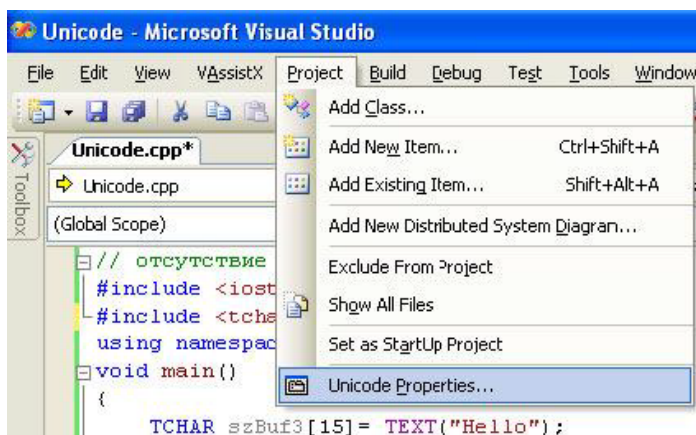 Unicode - Microsoft Visual Studio
File Edit View VAssistX Project Build Debug Test Tools Window
Add Class...
Unicode.cpp*
Add New Item... Ctrl+Shift+A
Toolbox
Unicode.cpp
Add Existing Item... Shift+Alt+A
(Global Scope)
Add New Distributed System Diagram...
// отсутствие
Exclude From Project
#include <iost
Show All Files
#include <tcha
using namespac
Set as StartUp Project
void main()
Unicode Properties...
{
TCHAR szBuf3[15]= TEXT("Hello");